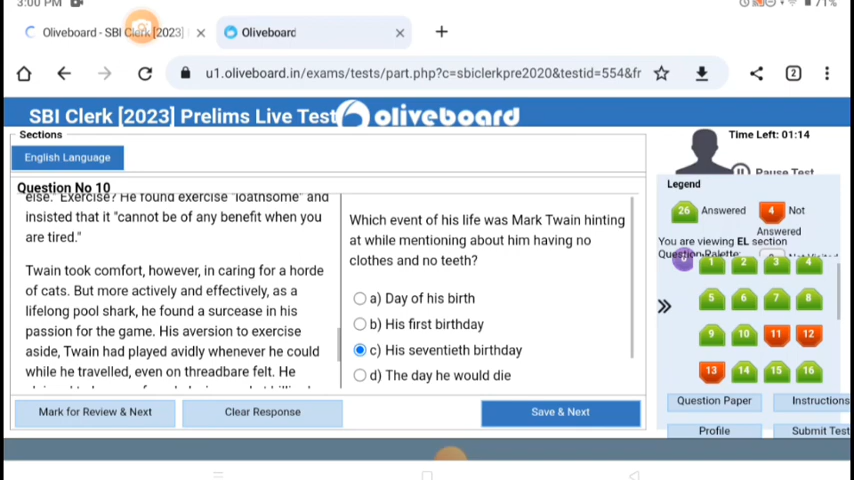 3:00 PM
71%
Oliveboard - SBI Clerk [2023]
Oliveboard
u1.oliveboard.in/exams/tests/part.php?c=sbiclerkpre2020&testid=554&fr
2
SBI Clerk [2023] Prelims Live Test
oliveboard
Sections
English Language
Time Left: 01:14
Pause Test
Question No 10
else." Exercise? He found exercise "loathsome" and
insisted that it "cannot be of any benefit when you
are tired."
Twain took comfort, however, in caring for a horde
of cats. But more actively and effectively, as a
lifelong pool shark, he found a surcease in his
passion for the game. His aversion to exercise
aside, Twain had played avidly whenever he could
while he travelled, even on threadbare felt. He
Which event of his life was Mark Twain hinting
at while mentioning about him having no
clothes and no teeth?
a) Day of his birth
b) His first birthday
c) His seventieth birthday
d) The day he would die
Legend
26 Answered
4 Not
Answered
You are viewing EL section
Question Palette:
Not Visited
1 2 3 4
5 6 7 8
9 10 11 12
13 14 15 16
Mark for Review & Next
Clear Response
Save & Next
Question Paper
Instructions
Profile
Submit Test